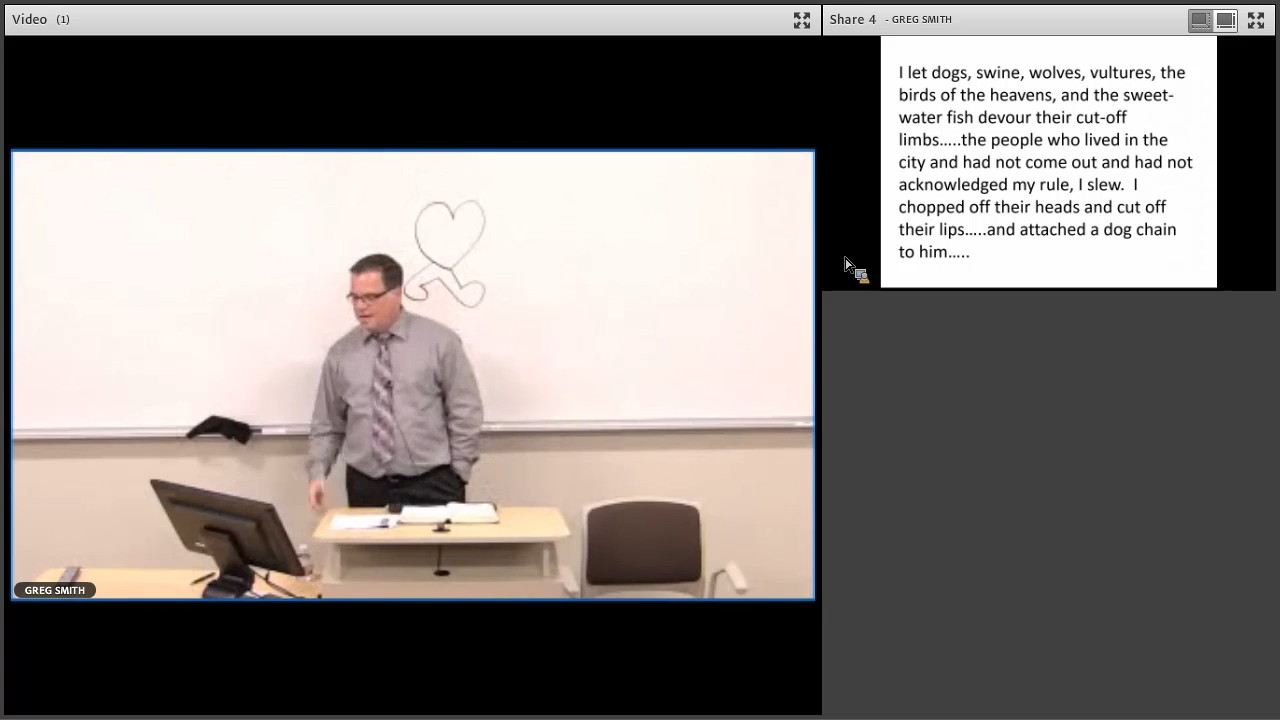 Video (1)
Share 4 - GREG SMITH
I let dogs, swine, wolves, vultures, the
birds of the heavens, and the sweet-
water fish devour their cut-off
limbs.....the people who lived in the
city and had not come out and had not
acknowledged my rule, I slew.  I
chopped off their heads and cut off
their lips.....and attached a dog chain
to him.....
GREG SMITH